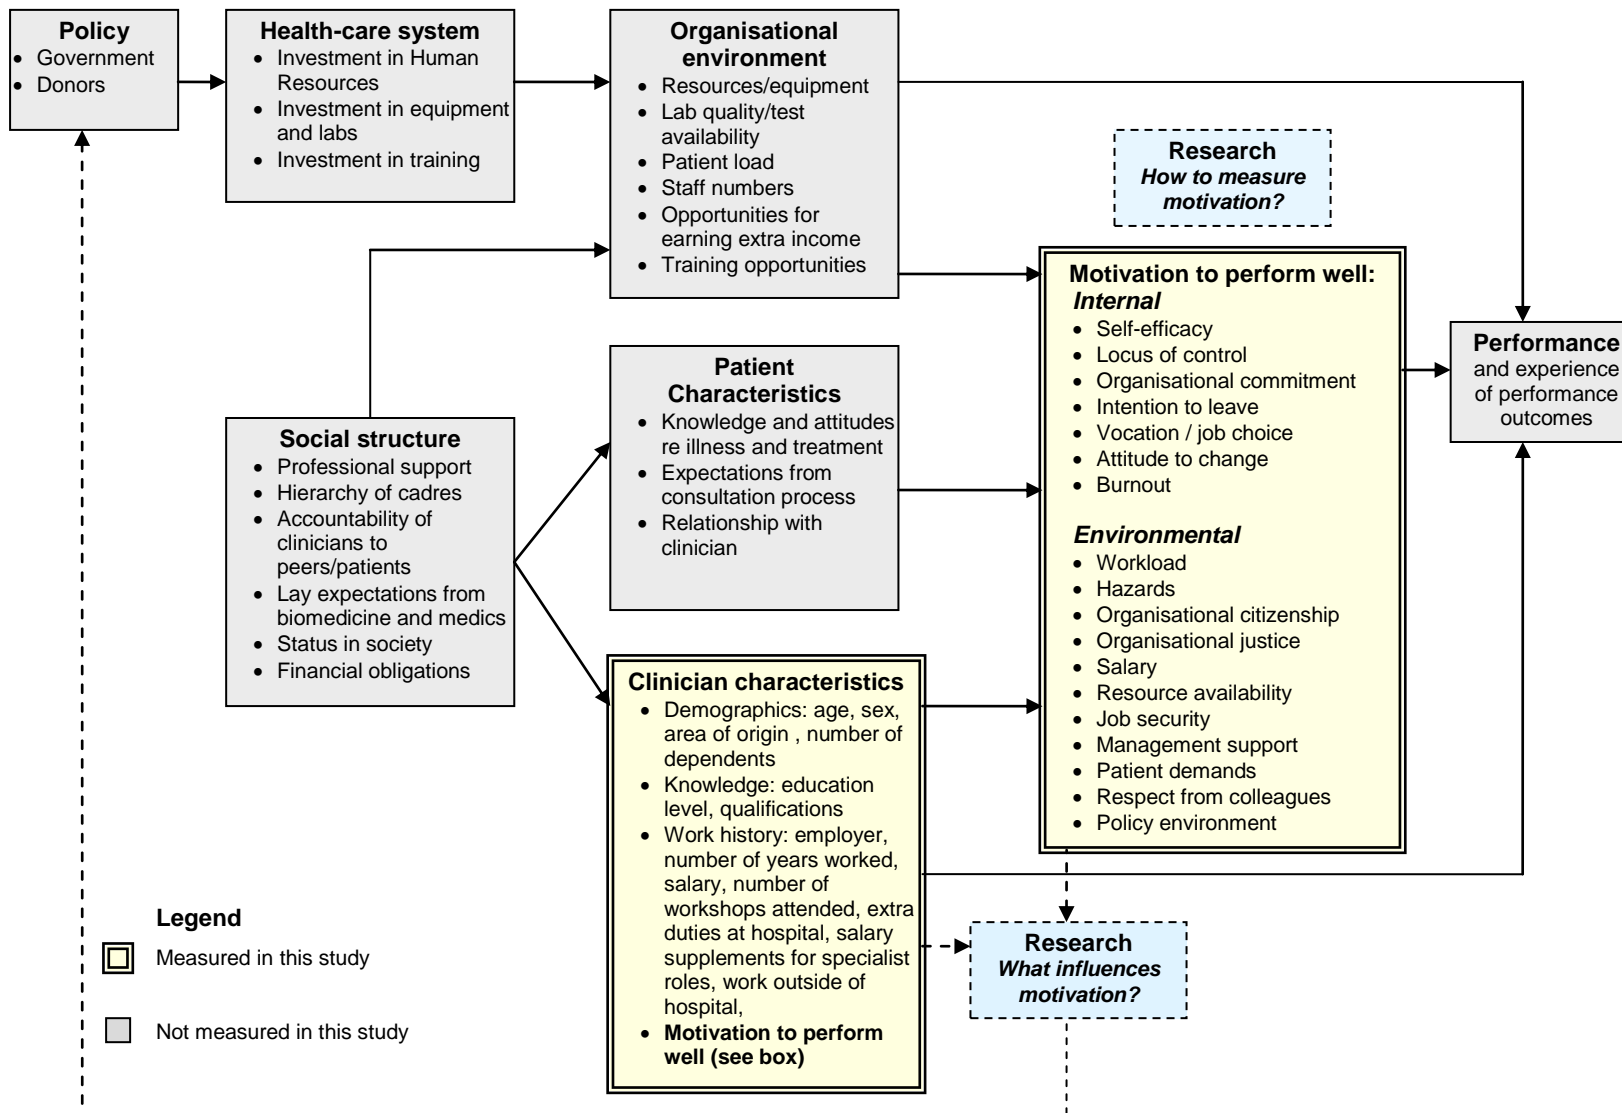 Policy
• Government
• Donors
Health-care system
• Investment in Human
Resources
• Investment in equipment
and labs
• Investment in training
Organisational
environment
• Resources/equipment
• Lab quality/test
availability
• Patient load
• Staff numbers
• Opportunities for
earning extra income
• Training opportunities
Research
How to measure
motivation?
Motivation to perform well:
Internal
• Self-efficacy
• Locus of control
• Organisational commitment
• Intention to leave
• Vocation / job choice
• Attitude to change
• Burnout
Environmental
• Workload
• Hazards
• Organisational citizenship
• Organisational justice
• Salary
• Resource availability
• Job security
• Management support
• Patient demands
• Respect from colleagues
• Policy environment
Performance
and experience
of performance
outcomes
Patient
Characteristics
• Knowledge and attitudes
re illness and treatment
• Expectations from
consultation process
• Relationship with
clinician
Social structure
• Professional support
• Hierarchy of cadres
• Accountability of
clinicians to
peers/patients
• Lay expectations from
biomedicine and medics
• Status in society
• Financial obligations
Clinician characteristics
• Demographics: age, sex,
area of origin , number of
dependents
• Knowledge: education
level, qualifications
• Work history: employer,
number of years worked,
salary, number of
workshops attended, extra
duties at hospital, salary
supplements for specialist
roles, work outside of
hospital,
• Motivation to perform
well (see box)
Research
What influences
motivation?
Legend
Measured in this study
Not measured in this study